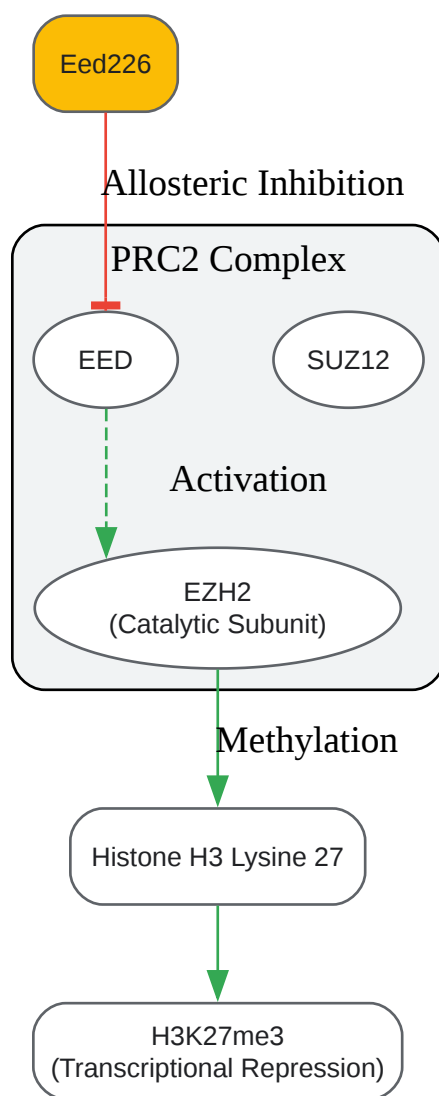 Eed226
Allosteric Inhibition
PRC2 Complex
EED
SUZ12
Activation
EZH2
(Catalytic Subunit)
Methylation
Histone H3 Lysine 27
H3K27me3
(Transcriptional Repression)